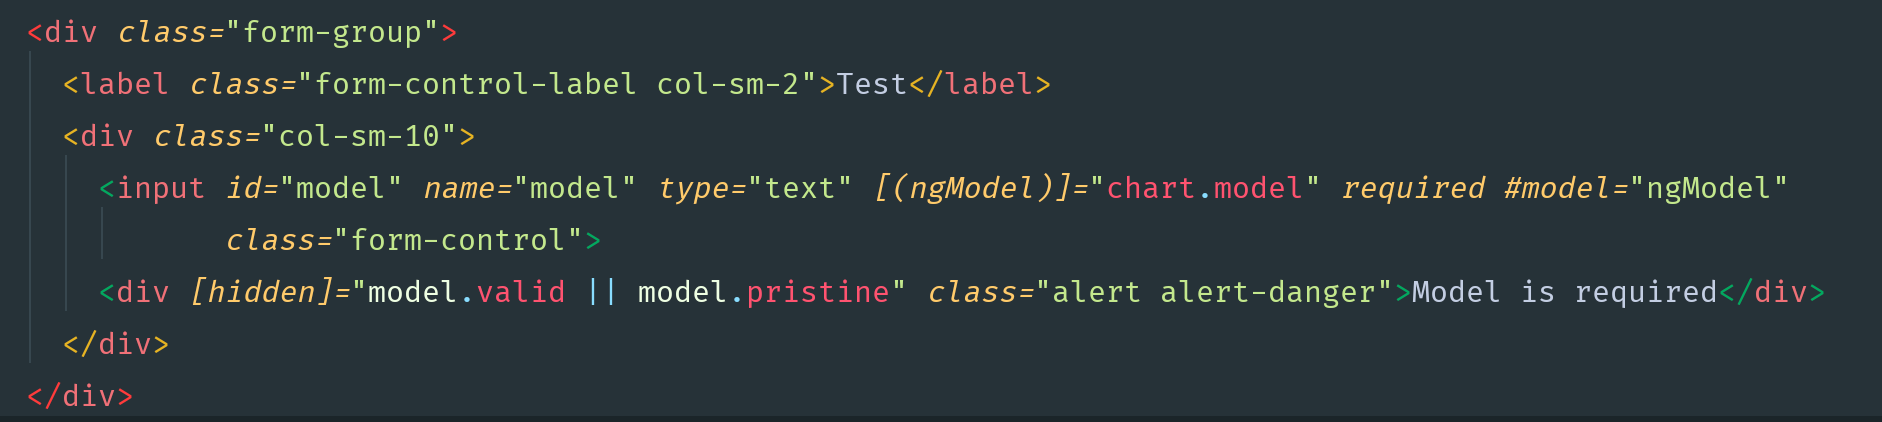 <div class="form-group">
  <label class="form-control-label col-sm-2">Test</label>
  <div class="col-sm-10">
    <input id="model" name="model" type="text" [(ngModel)]="chart.model" required #model="ngModel"
           class="form-control">
    <div [hidden]="model.valid || model.pristine" class="alert alert-danger">Model is required</div>
  </div>
</div>